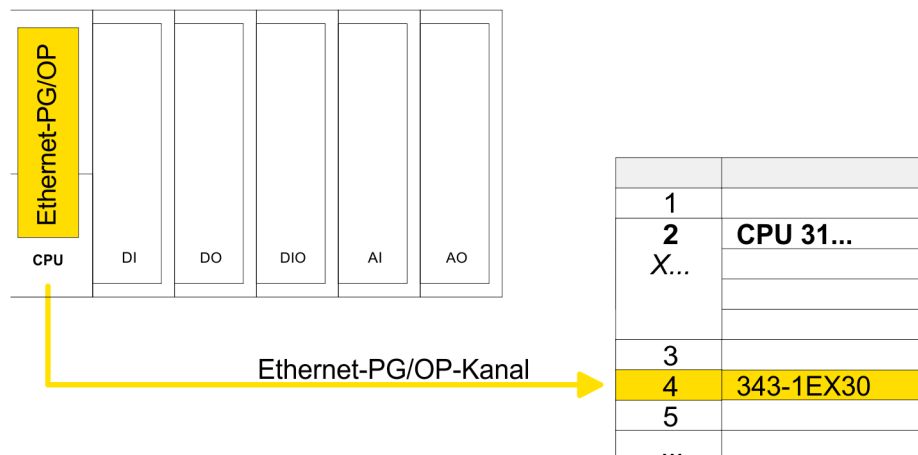 Ethernet-PG/OP
CPU
DI
DO
DIO
AI
AO
Ethernet-PG/OP-Kanal
1
2 CPU 31...
X...
3
4 343-1EX30
5
...